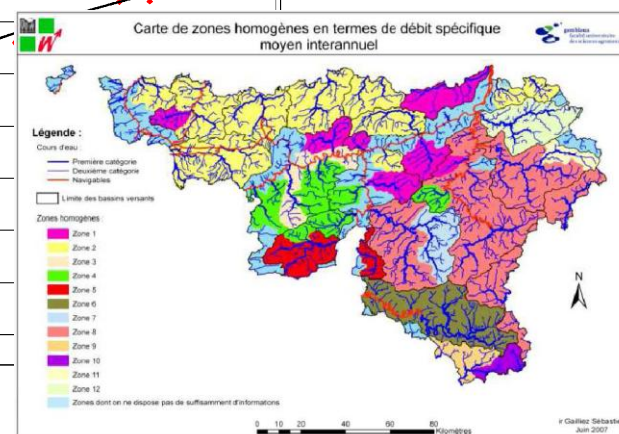 Carte de zones homogènes en termes de débit spécifique
moyen interannuel
Légende :
Cours d'eau :
Première catégorie
Deuxième catégorie
Navigables
Limite des bassins versants
Zones homogènes
Zone 1
Zone 2
Zone 3
Zone 4
Zone 5
Zone 6
Zone 7
Zone 8
Zone 9
Zone 10
Zone 11
Zone 12
Zones dont on ne dispose pas de suffisamment d'informations
N
0 10 20 40 60 80
Kilomètres
ir Gailliez Sébastie
Juin 2007